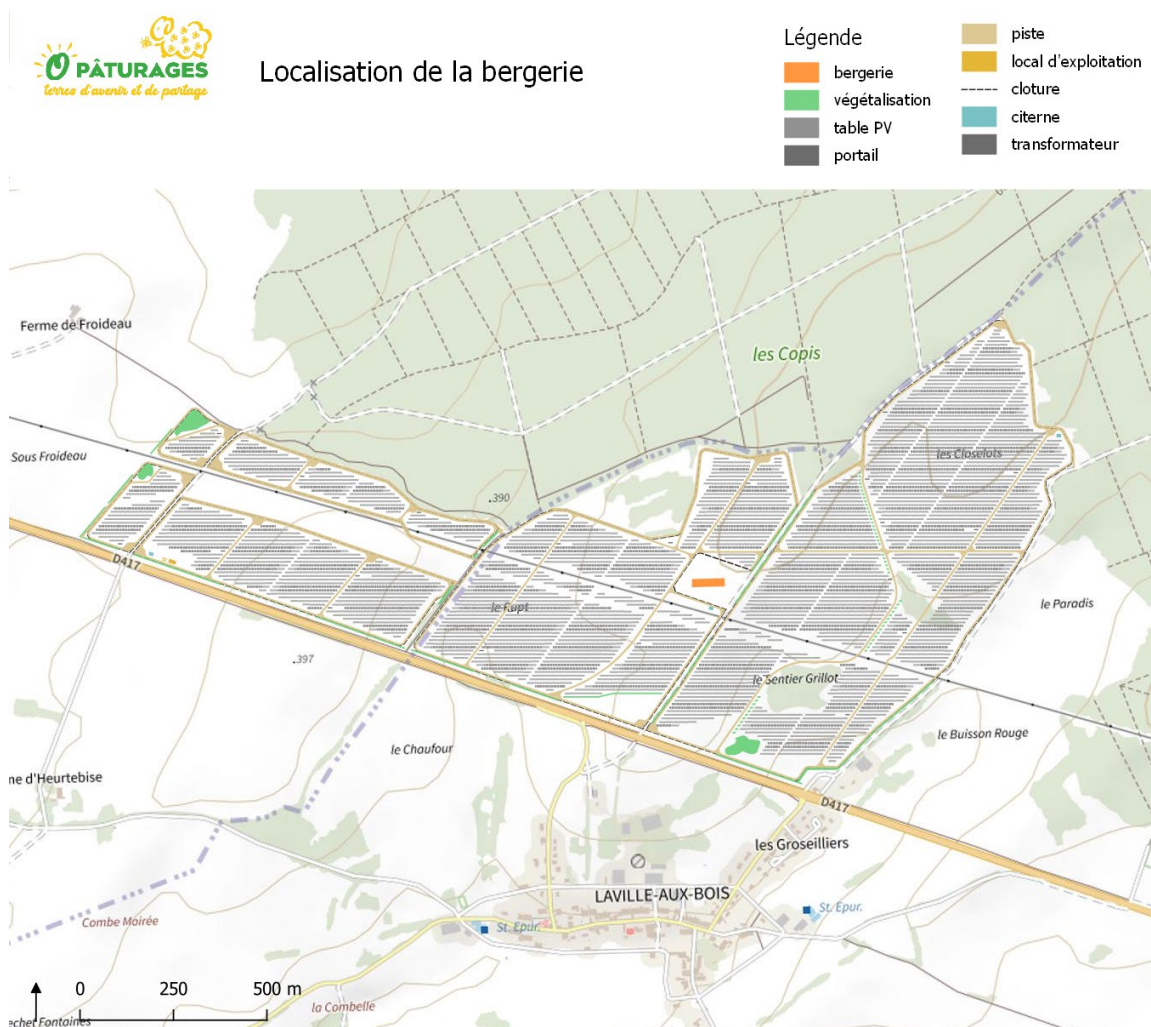 O PÂTURAGES
terres d'avenir et de partage
Localisation de la bergerie
Légende
bergerie
végétalisation
table PV
portail
piste
local d'exploitation
cloture
citerne
transformateur
Ferme de Froideau
les Copis
Sous Froideau
les Closelots
390
D417
le Rupt
le Paradis
397
le Sentier Grillot
le Chaufour
le Buisson Rouge
me d'Heurtebise
D417
les Groseilliers
LAVILLE-AUX-BOIS
Combe Moirée
St. Epur.
St. Epur.
0 250 500 m
la Combelle
echet Fontaines